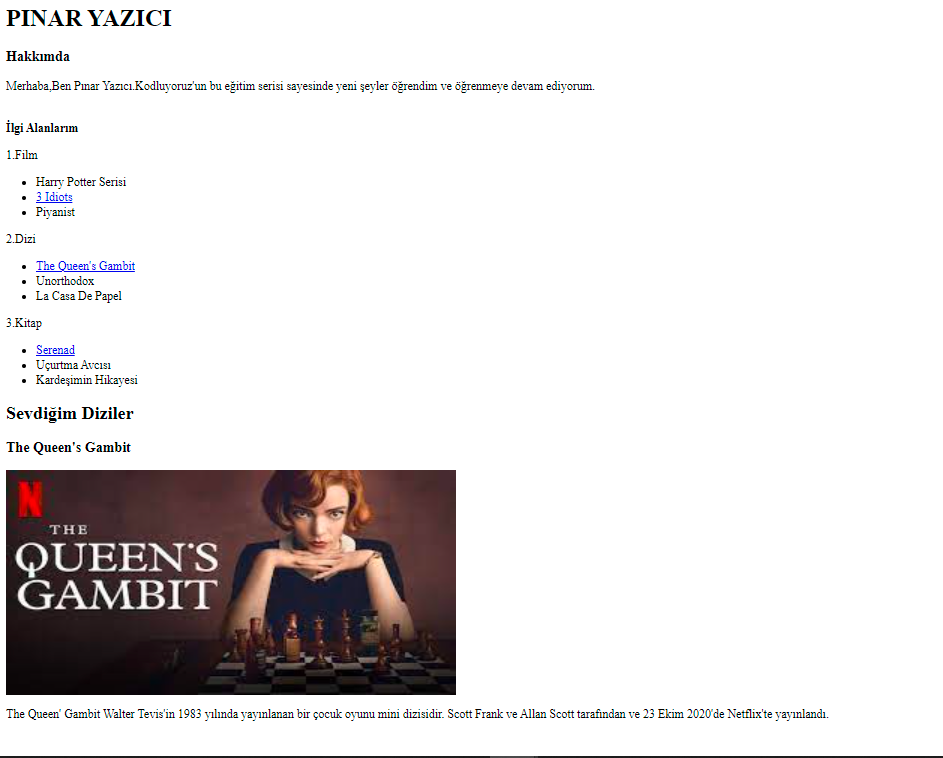 PINAR YAZICI
Hakkımda
Merhaba,Ben Pınar Yazıcı.Kodluyoruz'un bu eğitim serisi sayesinde yeni şeyler öğrendim ve öğrenmeye devam ediyorum.
İlgi Alanlarım
1.Film
Harry Potter Serisi
3 Idiots
Piyanist
2.Dizi
The Queen's Gambit
Unorthodox
La Casa De Papel
3.Kitap
Serenad
Uçurtma Avcısı
Kardeşimin Hikayesi
Sevdiğim Diziler
The Queen's Gambit
N
THE
QUEEN'S
GAMBIT
The Queen' Gambit Walter Tevis'in 1983 yılında yayınlanan bir çocuk oyunu mini dizisidir. Scott Frank ve Allan Scott tarafından ve 23 Ekim 2020'de Netflix'te yayınlandı.